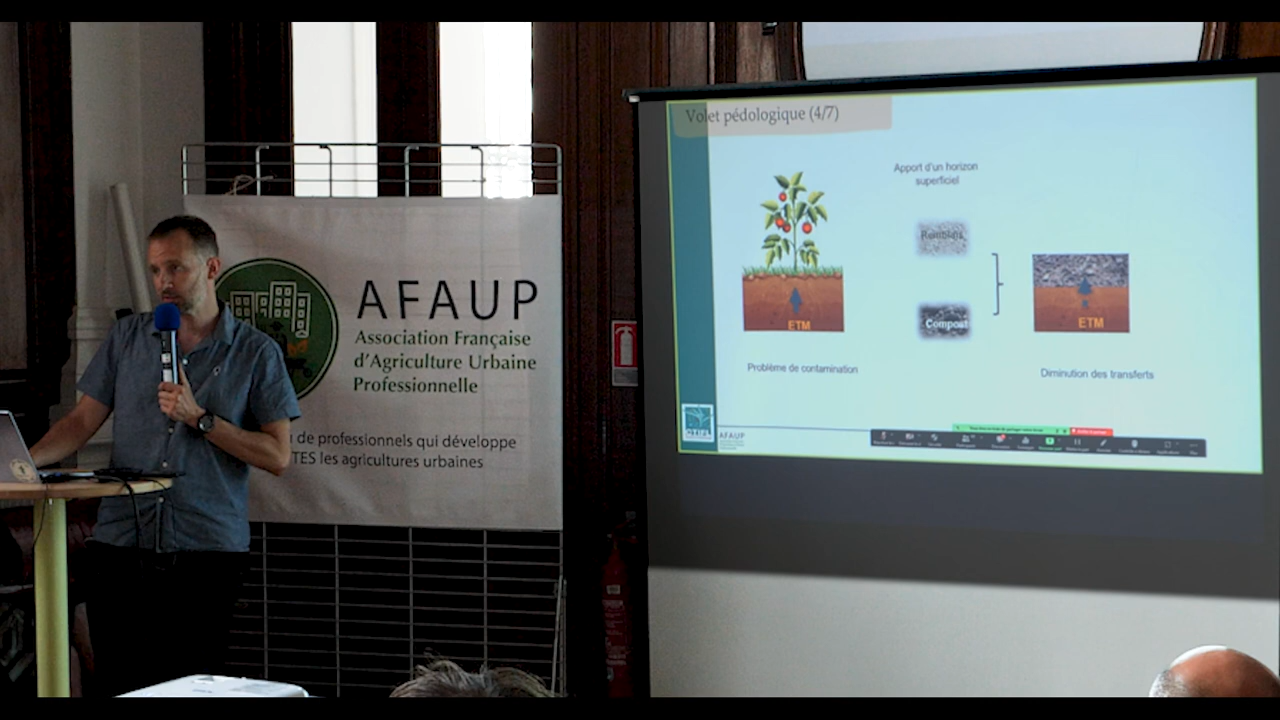 AFAUP
Association Française
d'Agriculture Urbaine
Professionnelle
de professionnels qui développe
TES les agricultures urbaines
Volet pédologique (4/7)
Apport d'un horizon
superficiel
Remblais
Compost
ETM
ETM
Problème de contamination
Diminution des transferts
CTIFL
AFAUP